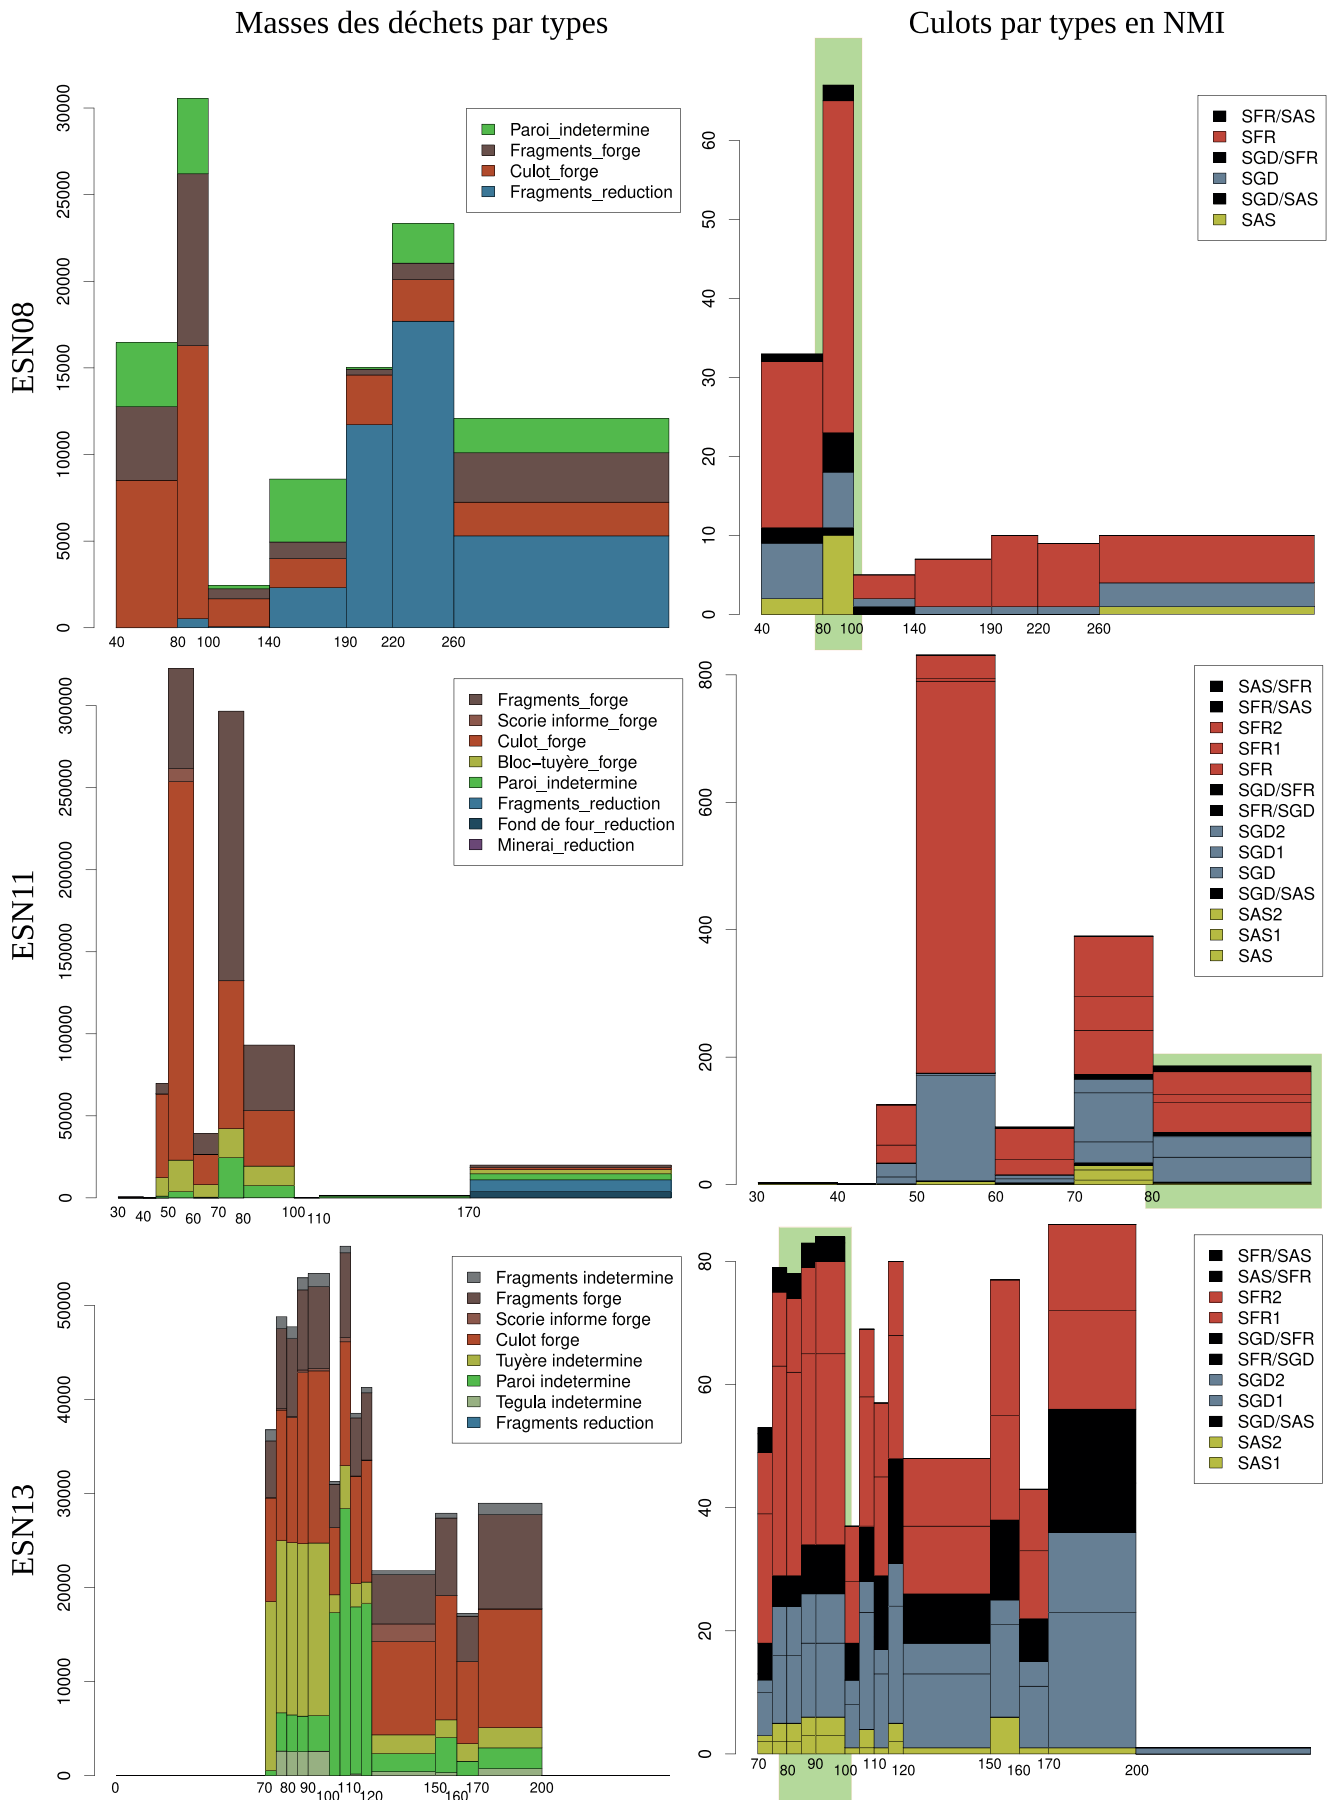 Masses des déchets par types
Culots par types en NMI
ESN08
0 5000 10000 15000 20000 25000 30000
40 80 100 140 190 220 260
Paroi_indetermine
Fragments_forge
Culot_forge
Fragments_reduction
0 10 20 30 40 50 60
40 80 100 140 190 220 260
SFR/SAS
SFR
SGD/SFR
SGD
SGD/SAS
SAS
ESN11
0 50000 100000 150000 200000 250000 300000
30 40 50 60 70 80 100 110 170
Fragments_forge
Scorie informe_forge
Culot_forge
Bloc−tuyère_forge
Paroi_indetermine
Fragments_reduction
Fond de four_reduction
Minerai_reduction
0 200 400 600 800
30 40 50 60 70 80
SAS/SFR
SFR/SAS
SFR2
SFR1
SFR
SGD/SFR
SFR/SGD
SGD2
SGD1
SGD
SGD/SAS
SAS2
SAS1
SAS
ESN13
0 10000 20000 30000 40000 50000
0 70 80 90 100 110 120 150 160 170 200
Fragments indetermine
Fragments forge
Scorie informe forge
Culot forge
Tuyère indetermine
Paroi indetermine
Tegula indetermine
Fragments reduction
0 20 40 60 80
70 80 90 100 110 120 150 160 170 200
SFR/SAS
SAS/SFR
SFR2
SFR1
SGD/SFR
SFR/SGD
SGD2
SGD1
SGD/SAS
SAS2
SAS1